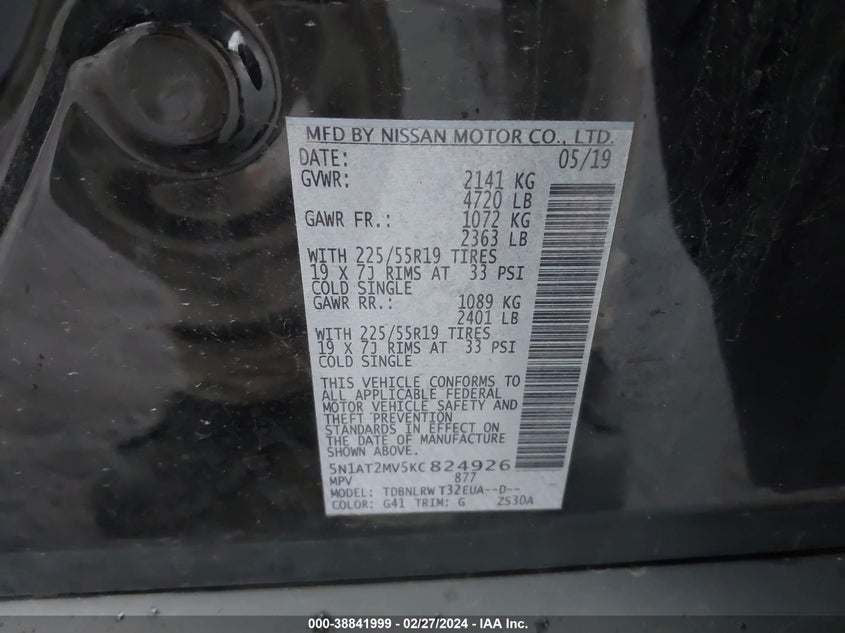 MFD BY NISSAN MOTOR CO., LTD.
DATE: 05/19
GVWR: 2141 KG
4720 LB
GAWR FR.: 1072 KG
2363 LB
WITH 225/55R19 TIRES
19 X 7J RIMS AT 33 PSI
COLD SINGLE
GAWR RR.: 1089 KG
2401 LB
WITH 225/55R19 TIRES
19 X 7J RIMS AT 33 PSI
COLD SINGLE
THIS VEHICLE CONFORMS TO
ALL APPLICABLE FEDERAL
MOTOR VEHICLE SAFETY AND
THEFT PREVENTION
STANDARDS IN EFFECT ON
THE DATE OF MANUFACTURE
SHOWN ABOVE.
5N1AT2MV5KC824926
MPV 877
MODEL: TDBNLRW T32EUA--D--
COLOR: G41 TRIM: G ZS30A
000-38841999 - 02/27/2024 - IAA Inc.